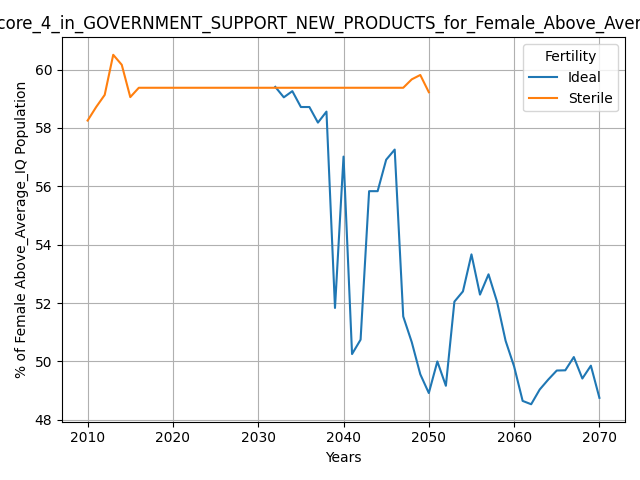 core_4_in_GOVERNMENT_SUPPORT_NEW_PRODUCTS_for_Female_Above_Aver
Fertility
Ideal
Sterile
% of Female Above_Average_IQ Population
60
58
56
54
52
50
48
2010 2020 2030 2040 2050 2060 2070
Years